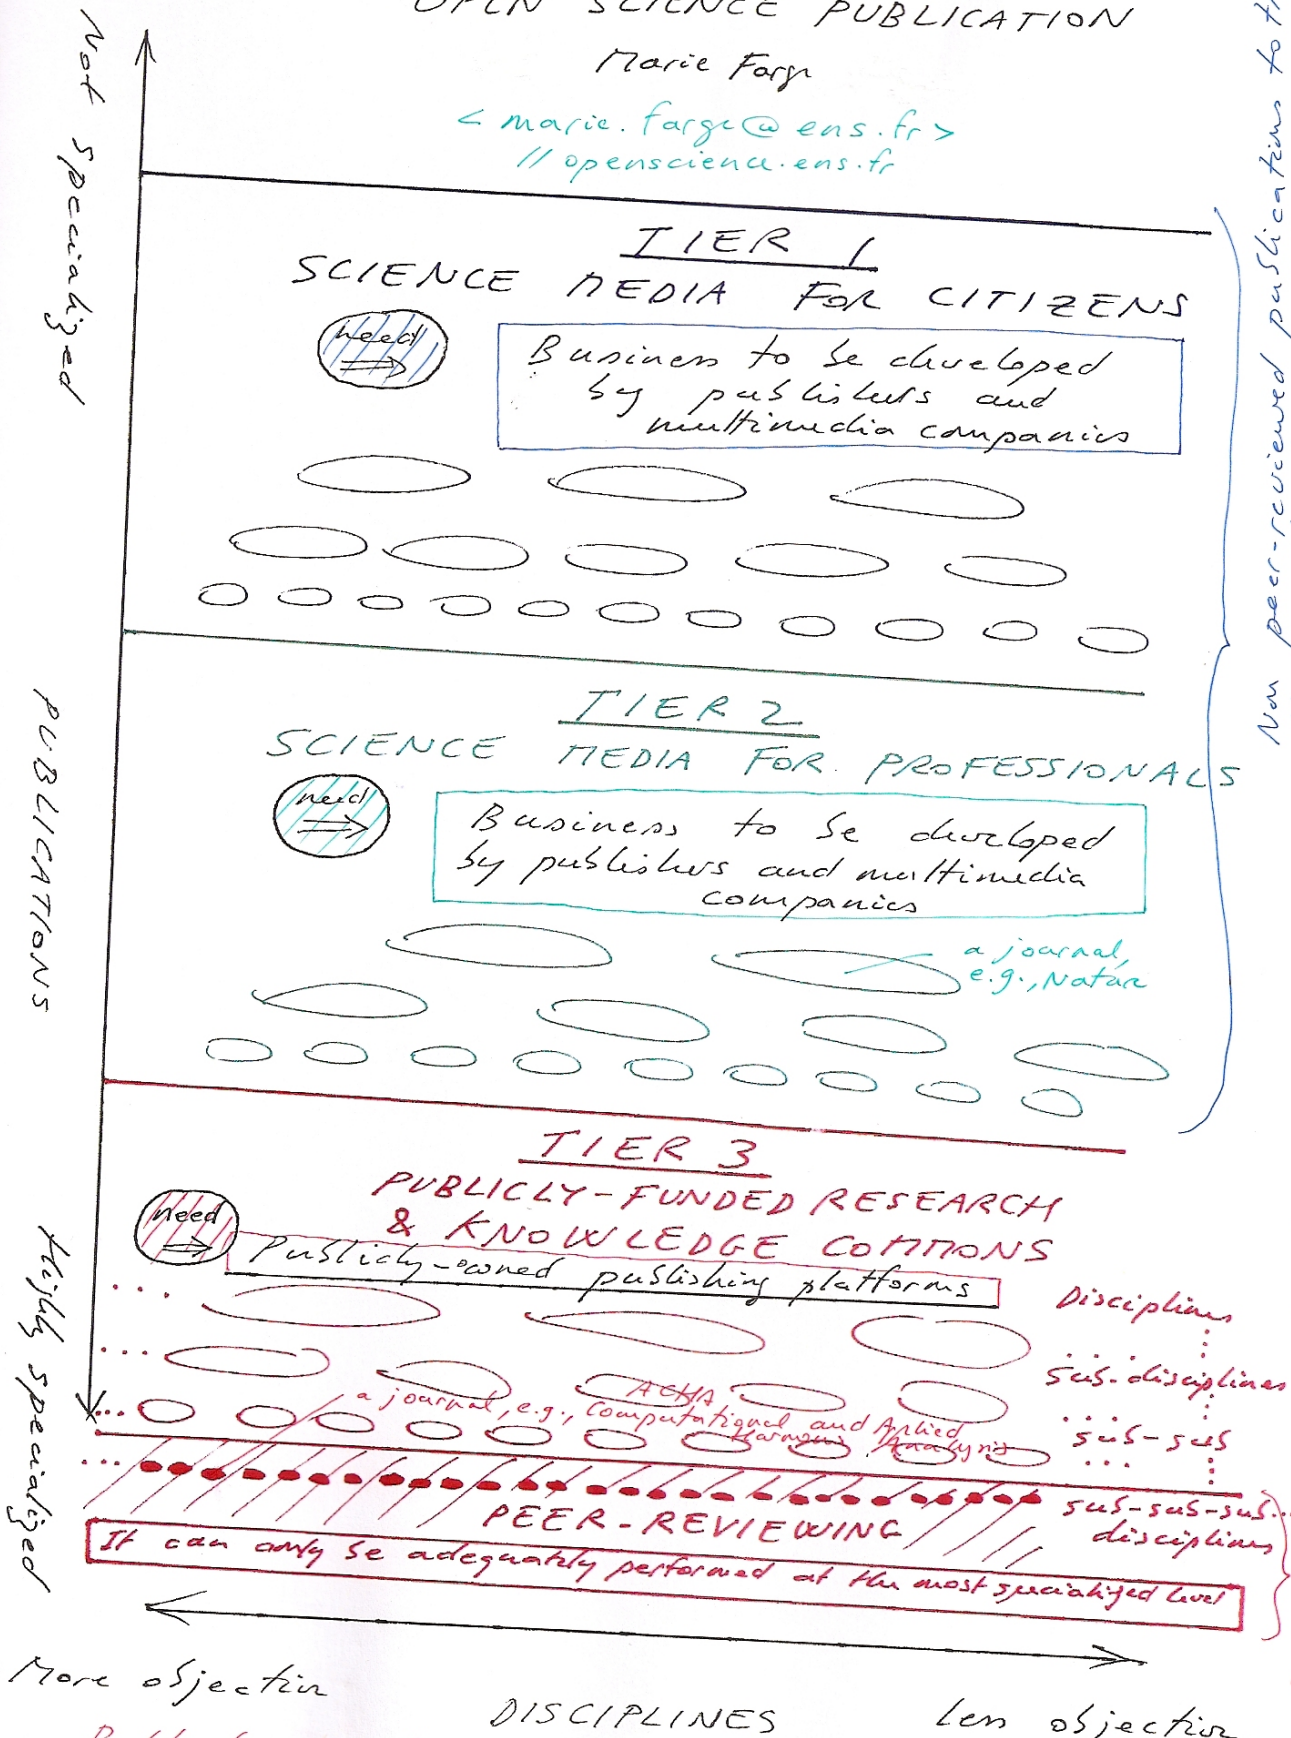 OPEN SCIENCE PUBLICATION
Marie Farge
< marie.farge@ens.fr >
// openscience.ens.fr
Not specialized
PUBLICATIONS
Highly specialized
TIER 1
SCIENCE MEDIA FOR CITIZENS
need
Business to be developed
by publishers and
multimedia companies
Non peer-reviewed publications
TIER 2
SCIENCE MEDIA FOR PROFESSIONALS
need
Business to be developed
by publishers and multimedia
companies
a journal,
e.g., Nature
TIER 3
PUBLICLY-FUNDED RESEARCH
& KNOWLEDGE COMMONS
need
Publicly-owned publishing platforms
Disciplines
sub-disciplines
ACHA
a journal, e.g., Computational and Applied
Harmonic Analysis
sub-sub
sub-sub-sub...
disciplines
PEER-REVIEWING
It can only be adequately performed at the most specialized level
More objective
DISCIPLINES
Less objective